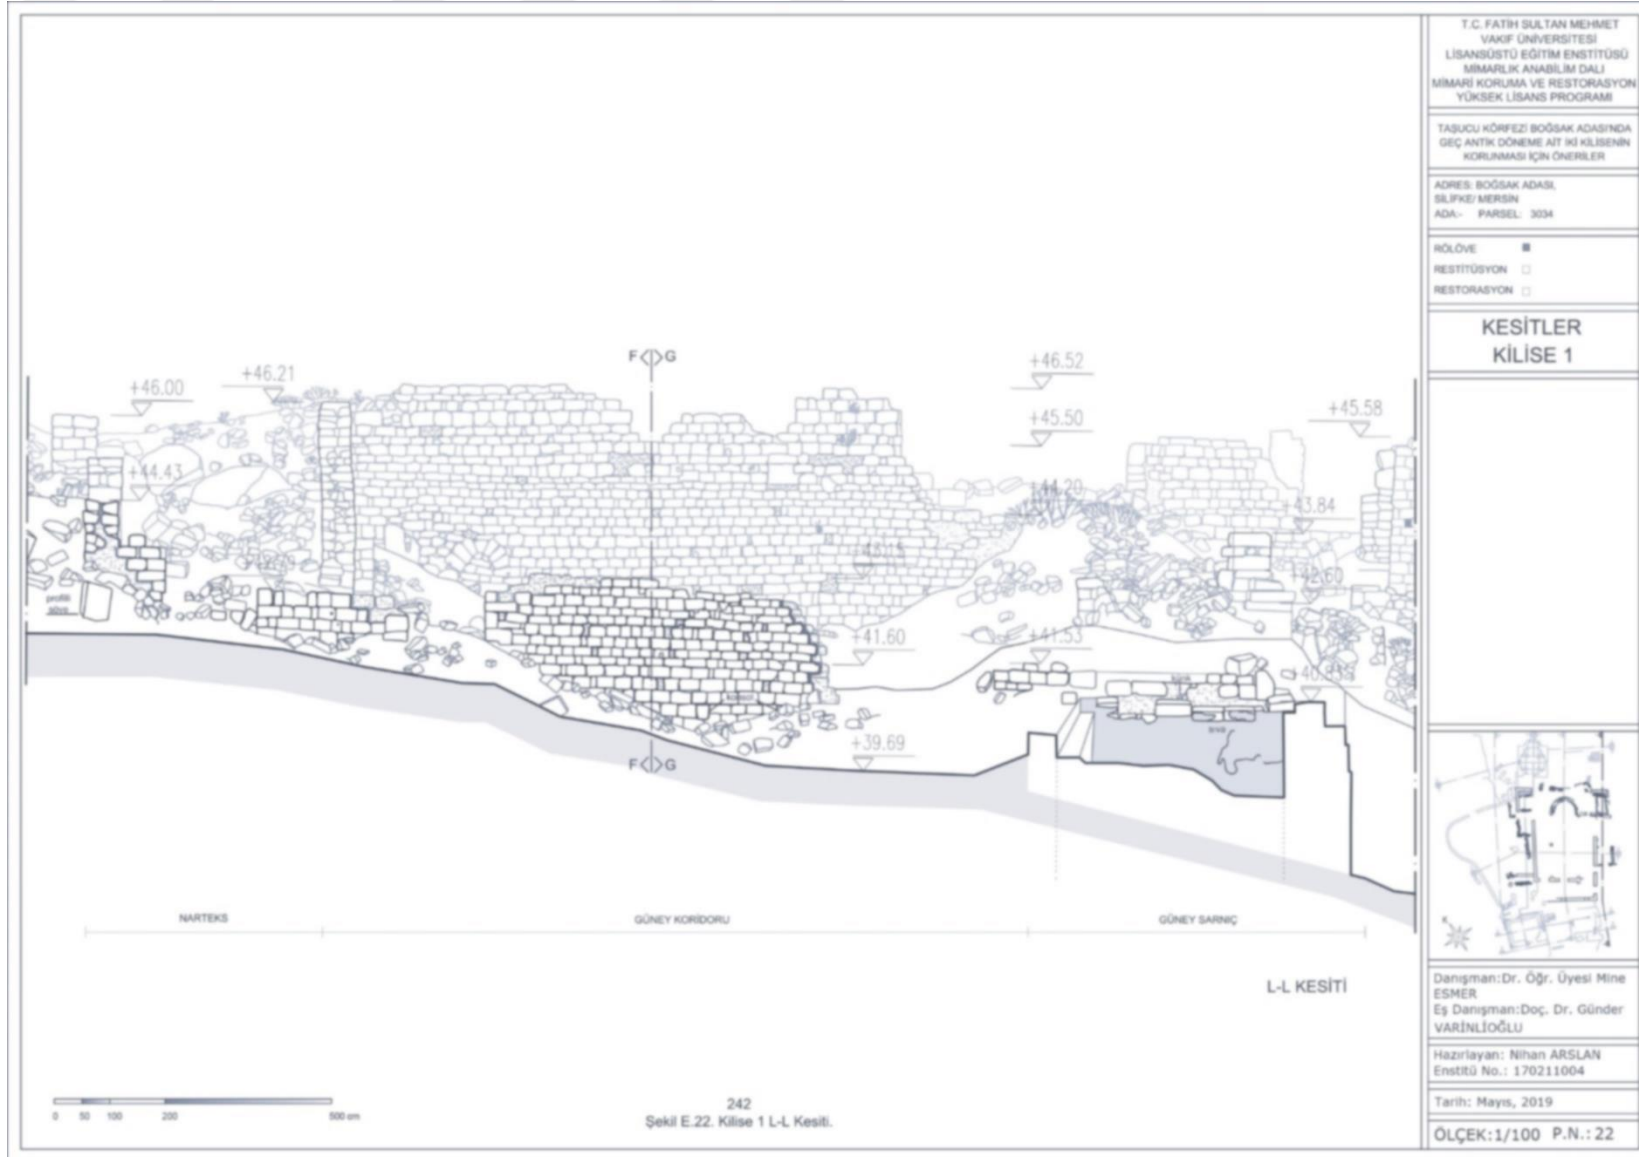 T.C. FATİH SULTAN MEHMET
VAKIF ÜNİVERSİTESİ
LİSANSÜSTÜ EĞİTİM ENSTİTÜSÜ
MİMARLIK ANABİLİM DALI
MİMARİ KORUMA VE RESTORASYON
YÜKSEK LİSANS PROGRAMI
TAŞUCU KÖRFEZİ BOĞSAK ADASI'NDA
GEÇ ANTİK DÖNEME AİT İKİ KİLİSENİN
KORUNMASI İÇİN ÖNERİLER
ADRES: BOĞSAK ADASI,
SİLİFKE/ MERSİN
ADA:- PARSEL: 3034
RÖLÖVE
RESTİTÜSYON
RESTORASYON
KESİTLER
KİLİSE 1
F G
+46.52
+46.21
+46.00
+45.50
+45.58
+44.43
+44.20
+43.84
+43.15
+42.60
profilli
söve
+41.60
+41.53
künk
konsol
sıva
+39.69
F G
NARTEKS
GÜNEY KORİDORU
GÜNEY SARNIÇ
L-L KESİTİ
K
Danışman:Dr. Öğr. Üyesi Mine
ESMER
Eş Danışman:Doç. Dr. Günder
VARİNLİOĞLU
Hazırlayan: Nihan ARSLAN
Enstitü No.: 170211004
Tarih: Mayıs, 2019
ÖLÇEK:1/100 P.N.: 22
0 50 100 200 500 cm
242
Şekil E.22. Kilise 1 L-L Kesiti.